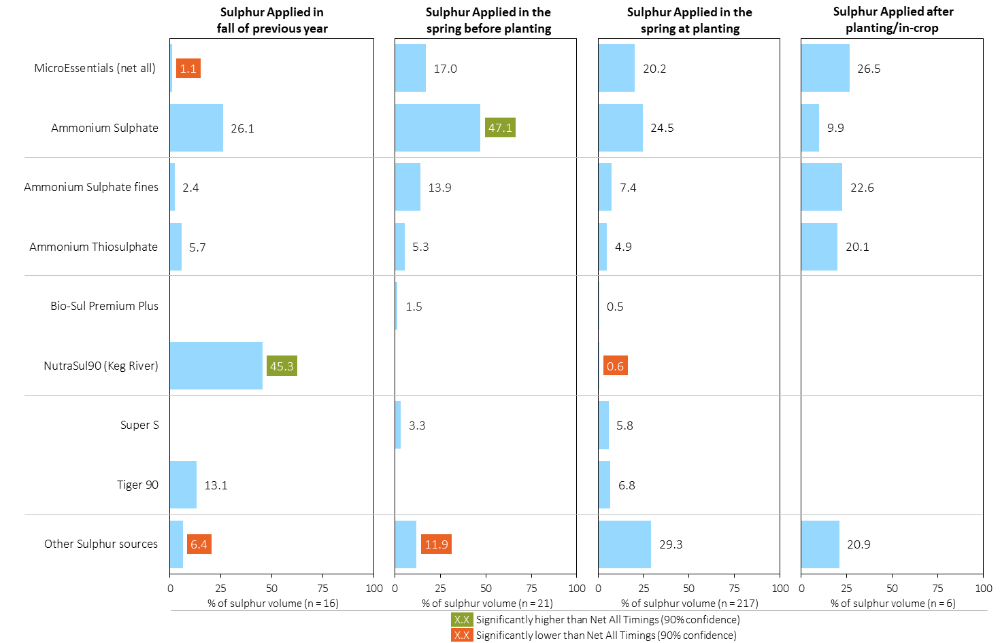 Sulphur Applied in
fall of previous year
Sulphur Applied in the
spring before planting
Sulphur Applied in the
spring at planting
Sulphur Applied after
planting/in-crop
MicroEssentials (net all) 1.1 17.0 20.2 26.5
Ammonium Sulphate 26.1 47.1 24.5 9.9
Ammonium Sulphate fines 2.4 13.9 7.4 22.6
Ammonium Thiosulphate 5.7 5.3 4.9 20.1
Bio-Sul Premium Plus 1.5 0.5
NutraSul90 (Keg River) 45.3 0.6
Super S 3.3 5.8
Tiger 90 13.1 6.8
Other Sulphur sources 6.4 11.9 29.3 20.9
0 25 50 75 100 0 25 50 75 100 0 25 50 75 100 0 25 50 75 100
% of sulphur volume (n = 16) % of sulphur volume (n = 21) % of sulphur volume (n = 217) % of sulphur volume (n = 6)
X.X Significantly higher than Net All Timings (90% confidence)
X.X Significantly lower than Net All Timings (90% confidence)